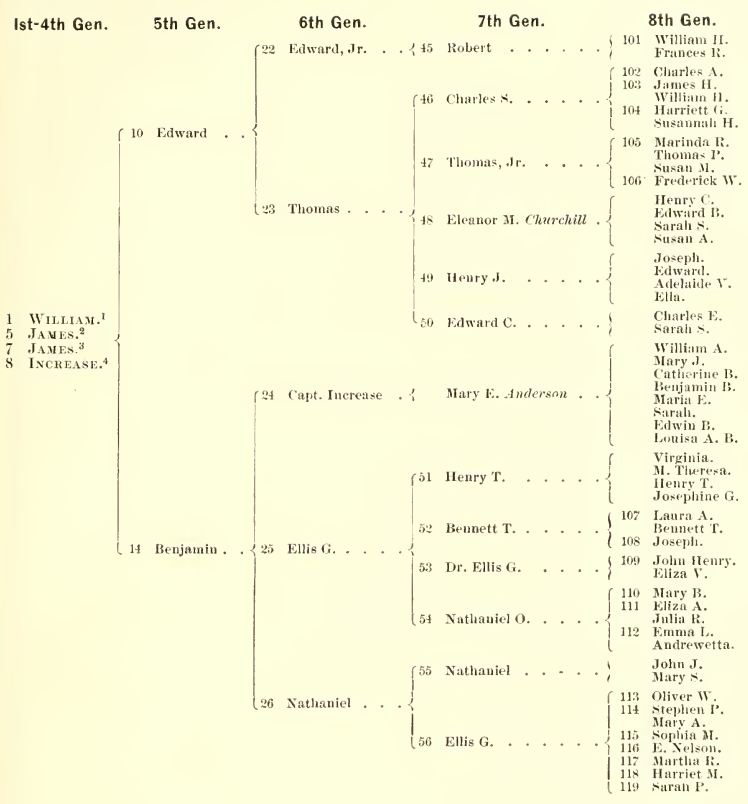 1st-4th Gen. 5th Gen. 6th Gen. 7th Gen. 8th Gen.
22 Edward, Jr. . . 45 Robert . . . . . . 101 William H.
Frances R.
102 Charles A.
103 James H.
46 Charles S. . . . . . William H.
104 Harriett G.
Susannah H.
10 Edward . .
105 Marinda R.
47 Thomas, Jr. . . . . Thomas P.
Susan M.
106 Frederick W.
23 Thomas . . . .
Henry C.
48 Eleanor M. Churchill . Edward B.
Sarah S.
Susan A.
Joseph.
49 Henry J. . . . . . Edward.
Adelaide V.
Ella.
50 Edward C. . . . . . Charles E.
Sarah S.
1 WILLIAM.¹
5 JAMES.²
7 JAMES.³
8 INCREASE.⁴
William A.
Mary J.
Catherine B.
24 Capt. Increase . Mary E. Anderson . . Benjamin B.
Maria E.
Sarah.
Edwin B.
Louisa A. B.
Virginia.
51 Henry T. . . . . . M. Theresa.
Henry T.
Josephine G.
52 Bennett T. . . . . . 107 Laura A.
Bennett T.
108 Joseph.
14 Benjamin . . 25 Ellis G. . . . .
53 Dr. Ellis G. . . . . 109 John Henry.
Eliza V.
110 Mary B.
111 Eliza A.
54 Nathaniel O. . . . . Julia R.
112 Emma L.
Andrewetta.
55 Nathaniel . . - . . John J.
Mary S.
26 Nathaniel . . .
113 Oliver W.
114 Stephen P.
Mary A.
56 Ellis G. . . . . . . 115 Sophia M.
116 E. Nelson.
117 Martha R.
118 Harriet M.
119 Sarah P.